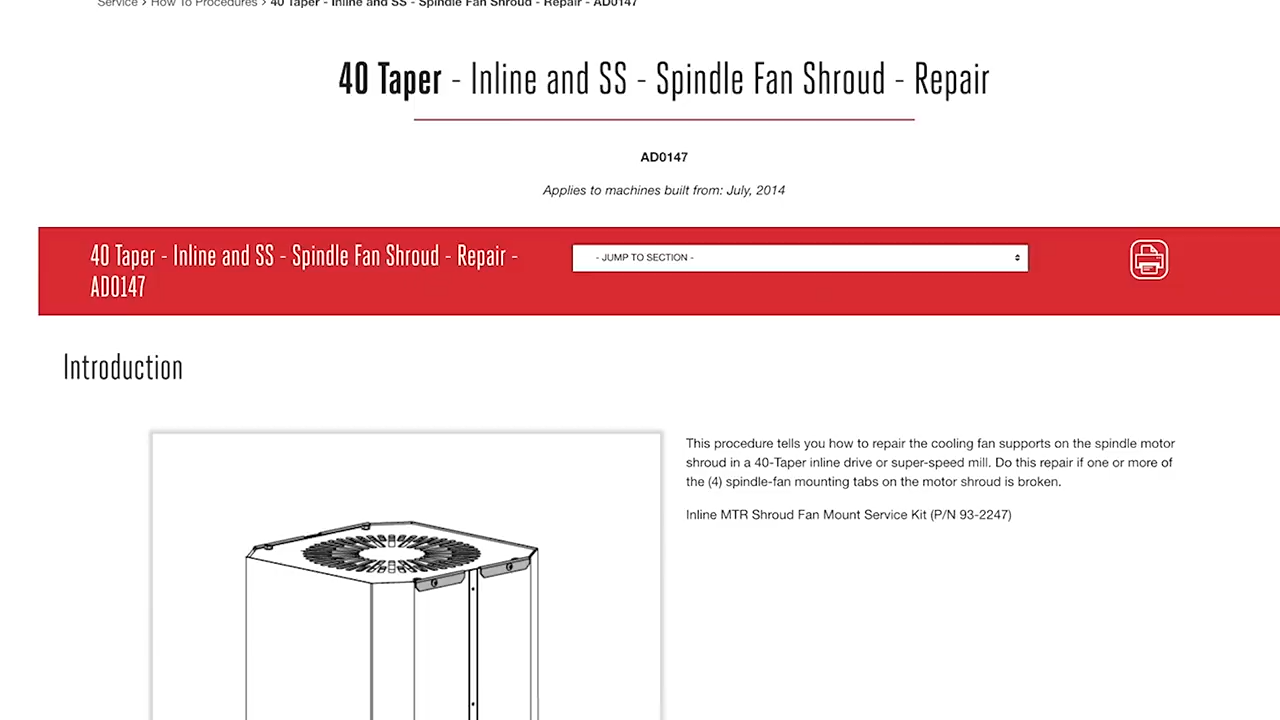 Service › How To Procedures › 40 Taper - Inline and SS - Spindle Fan Shroud - Repair - AD0147
40 Taper - Inline and SS - Spindle Fan Shroud - Repair
AD0147
Applies to machines built from: July, 2014
40 Taper - Inline and SS - Spindle Fan Shroud - Repair -
AD0147
- JUMP TO SECTION -
Introduction
This procedure tells you how to repair the cooling fan supports on the spindle motor
shroud in a 40-Taper inline drive or super-speed mill. Do this repair if one or more of
the (4) spindle-fan mounting tabs on the motor shroud is broken.
Inline MTR Shroud Fan Mount Service Kit (P/N 93-2247)